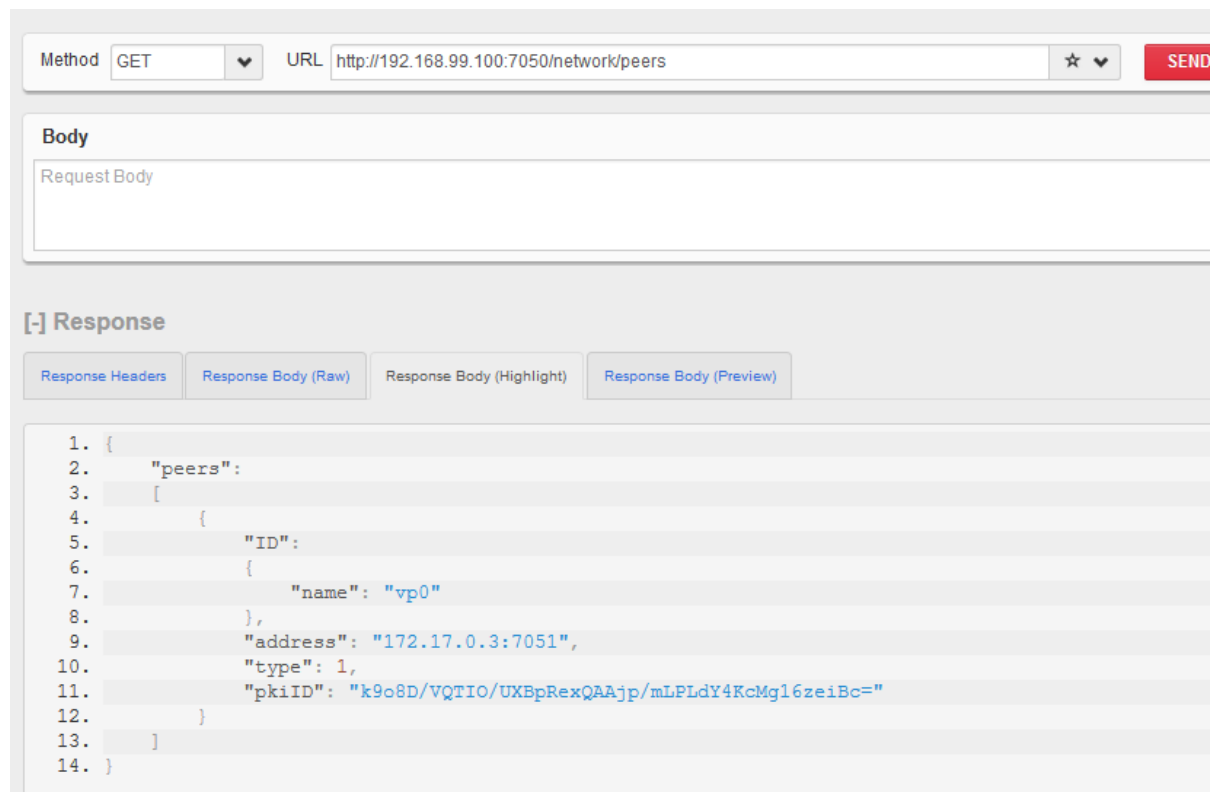 Method GET URL http://192.168.99.100:7050/network/peers SEND
Body
Request Body
[-] Response
Response Headers Response Body (Raw) Response Body (Highlight) Response Body (Preview)
1. {
2. "peers":
3. [
4. {
5. "ID":
6. {
7. "name": "vp0"
8. },
9. "address": "172.17.0.3:7051",
10. "type": 1,
11. "pkiID": "k9o8D/VQTIO/UXBpRexQAAjp/mLPLdY4KcMg16zeiBc="
12. }
13. ]
14. }